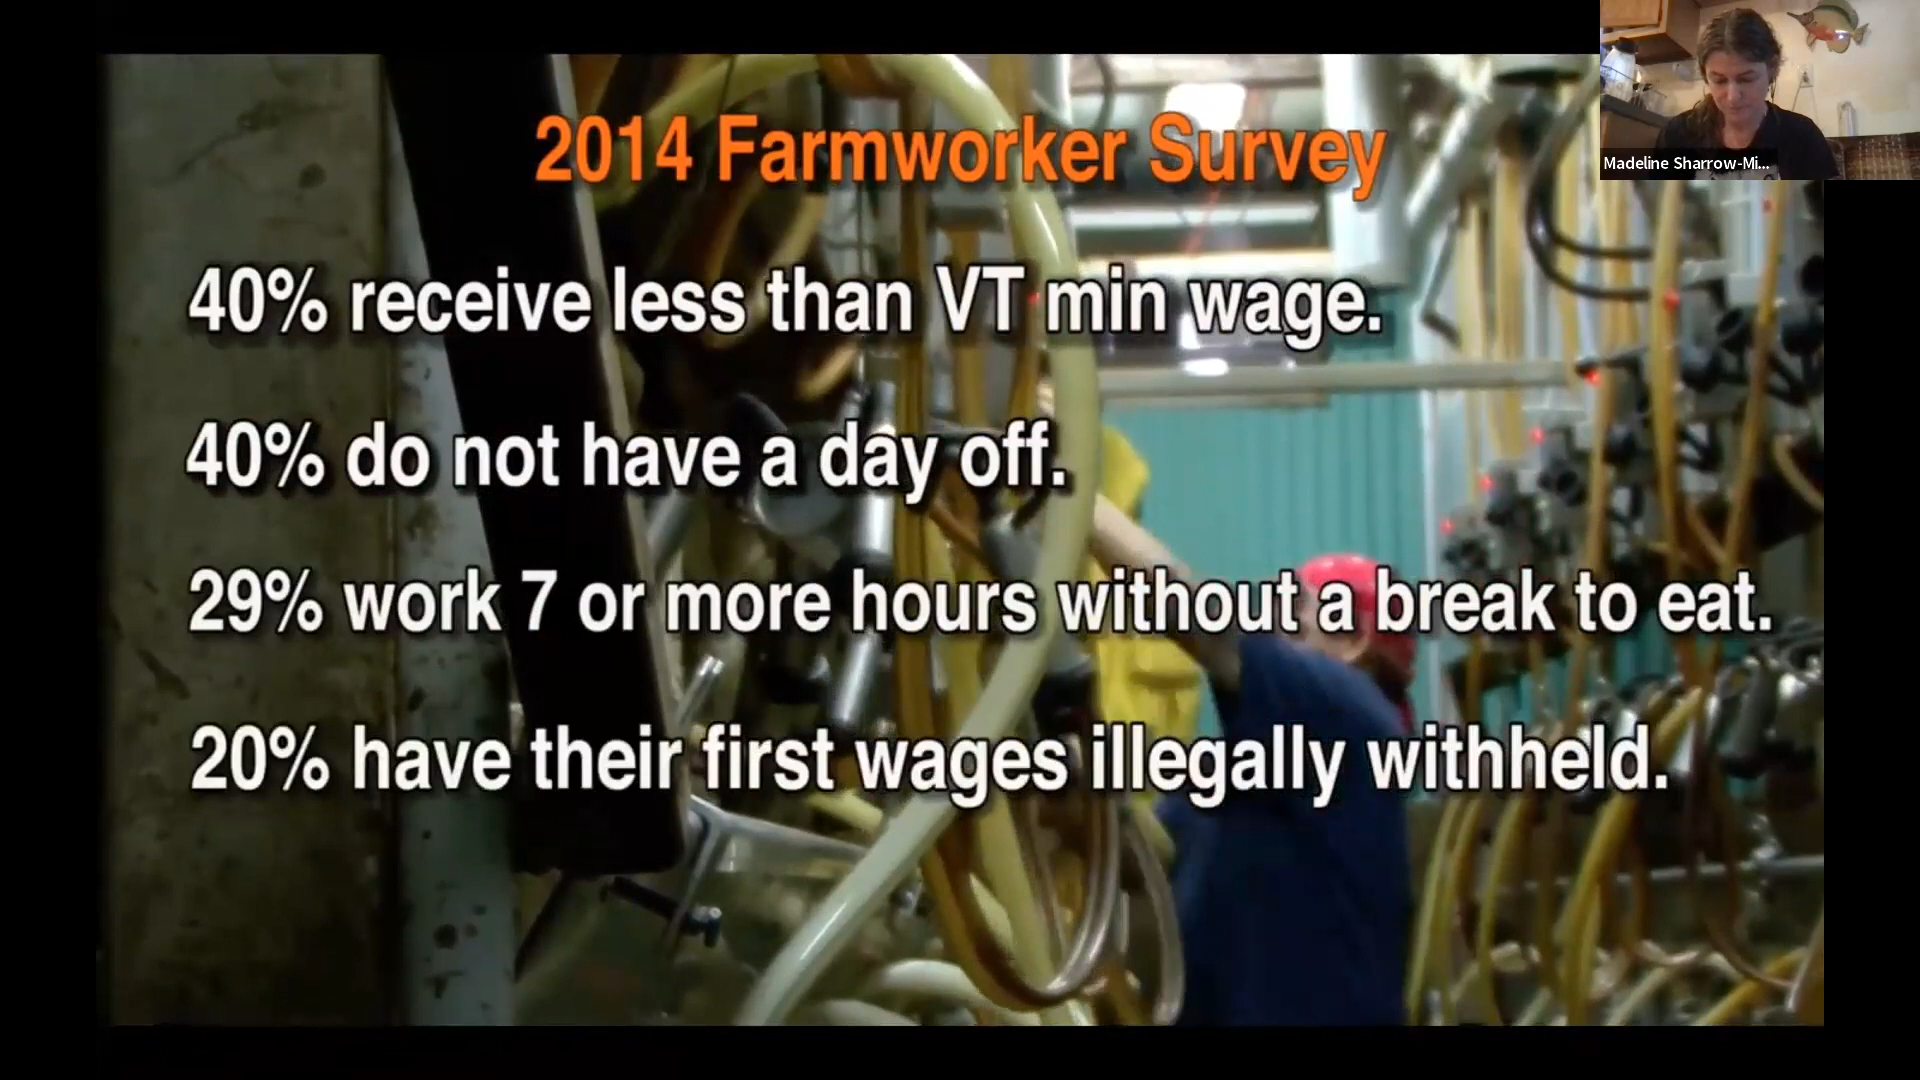 2014 Farmworker Survey
Madeline Sharrow-Mi...
40% receive less than VT min wage.
40% do not have a day off.
29% work 7 or more hours without a break to eat.
20% have their first wages illegally withheld.